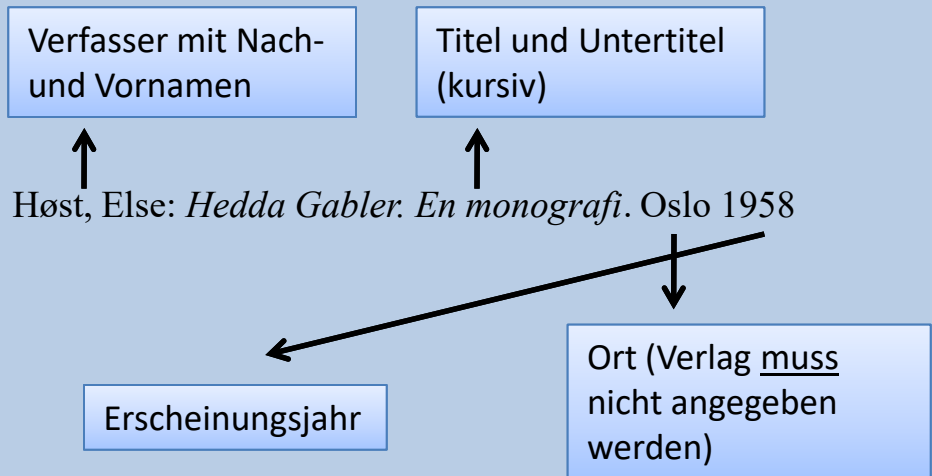 Verfasser mit Nach-
und Vornamen
Titel und Untertitel
(kursiv)
Høst, Else: Hedda Gabler. En monografi. Oslo 1958
Erscheinungsjahr
Ort (Verlag muss
nicht angegeben
werden)